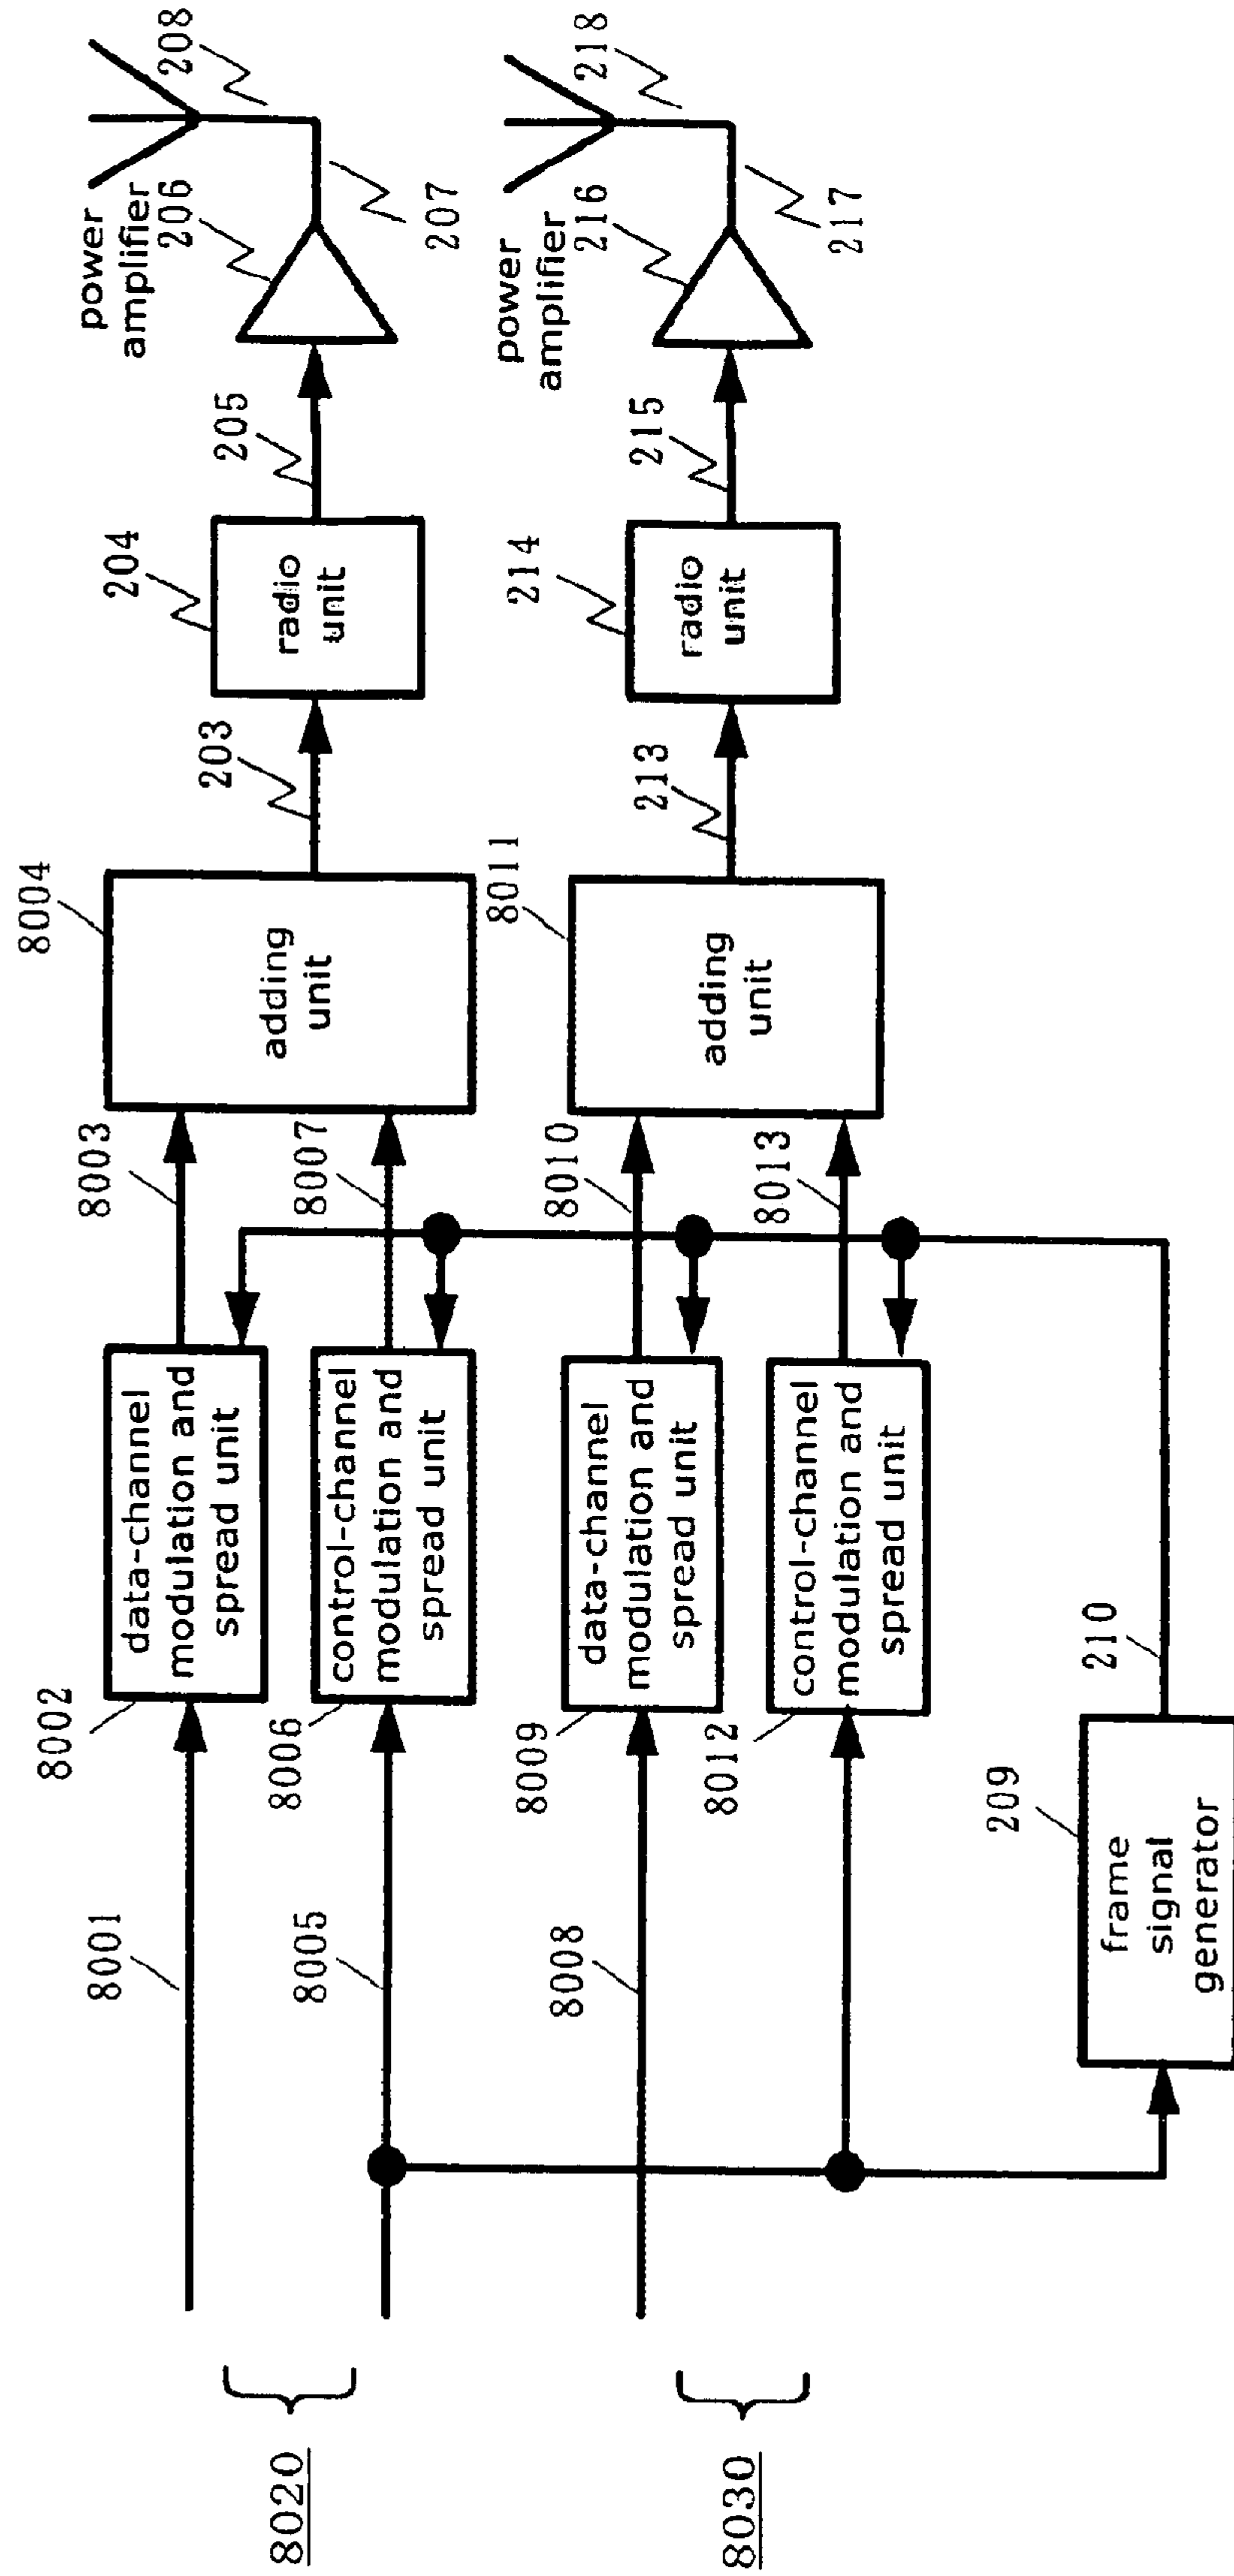 8020
8001
8002
data-channel
modulation and
spread unit
8003
8005
8006
control-channel
modulation and
spread unit
8007
8004
adding
unit
203
204
radio
unit
205
power
amplifier
206
207
208
8030
8008
8009
data-channel
modulation and
spread unit
8010
8012
control-channel
modulation and
spread unit
8013
8011
adding
unit
213
214
radio
unit
215
power
amplifier
216
217
218
209
frame
signal
generator
210